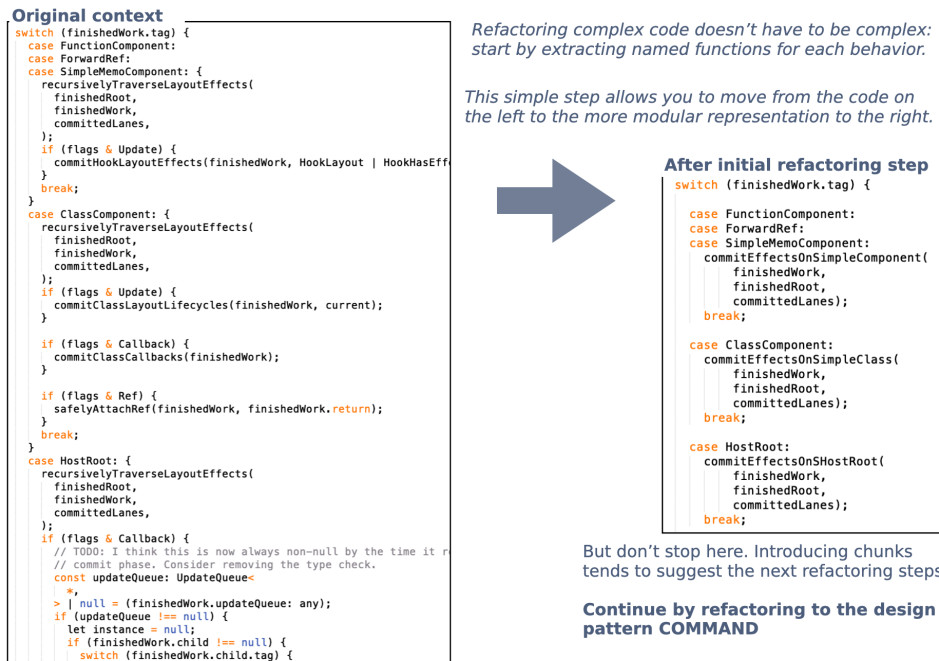 Original context
switch (finishedWork.tag) {
case FunctionComponent:
case ForwardRef:
case SimpleMemoComponent: {
recursivelyTraverseLayoutEffects(
finishedRoot,
finishedWork,
committedLanes,
);
if (flags & Update) {
commitHookLayoutEffects(finishedWork, HookLayout | HookHasEff
}
break;
}
case ClassComponent: {
recursivelyTraverseLayoutEffects(
finishedRoot,
finishedWork,
committedLanes,
);
if (flags & Update) {
commitClassLayoutLifecycles(finishedWork, current);
}
if (flags & Callback) {
commitClassCallbacks(finishedWork);
}
if (flags & Ref) {
safelyAttachRef(finishedWork, finishedWork.return);
}
break;
}
case HostRoot: {
recursivelyTraverseLayoutEffects(
finishedRoot,
finishedWork,
committedLanes,
);
if (flags & Callback) {
// TODO: I think this is now always non-null by the time it r
// commit phase. Consider removing the type check.
const updateQueue: UpdateQueue<
*,
> | null = (finishedWork.updateQueue: any);
if (updateQueue !== null) {
let instance = null;
if (finishedWork.child !== null) {
switch (finishedWork.child.tag) {
Refactoring complex code doesn't have to be complex:
start by extracting named functions for each behavior.
This simple step allows you to move from the code on
the left to the more modular representation to the right.
After initial refactoring step
switch (finishedWork.tag) {
case FunctionComponent:
case ForwardRef:
case SimpleMemoComponent:
commitEffectsOnSimpleComponent(
finishedWork,
finishedRoot,
committedLanes);
break;
case ClassComponent:
commitEffectsOnSimpleClass(
finishedWork,
finishedRoot,
committedLanes);
break;
case HostRoot:
commitEffectsOnSHostRoot(
finishedWork,
finishedRoot,
committedLanes);
break;
But don't stop here. Introducing chunks
tends to suggest the next refactoring steps
Continue by refactoring to the design
pattern COMMAND